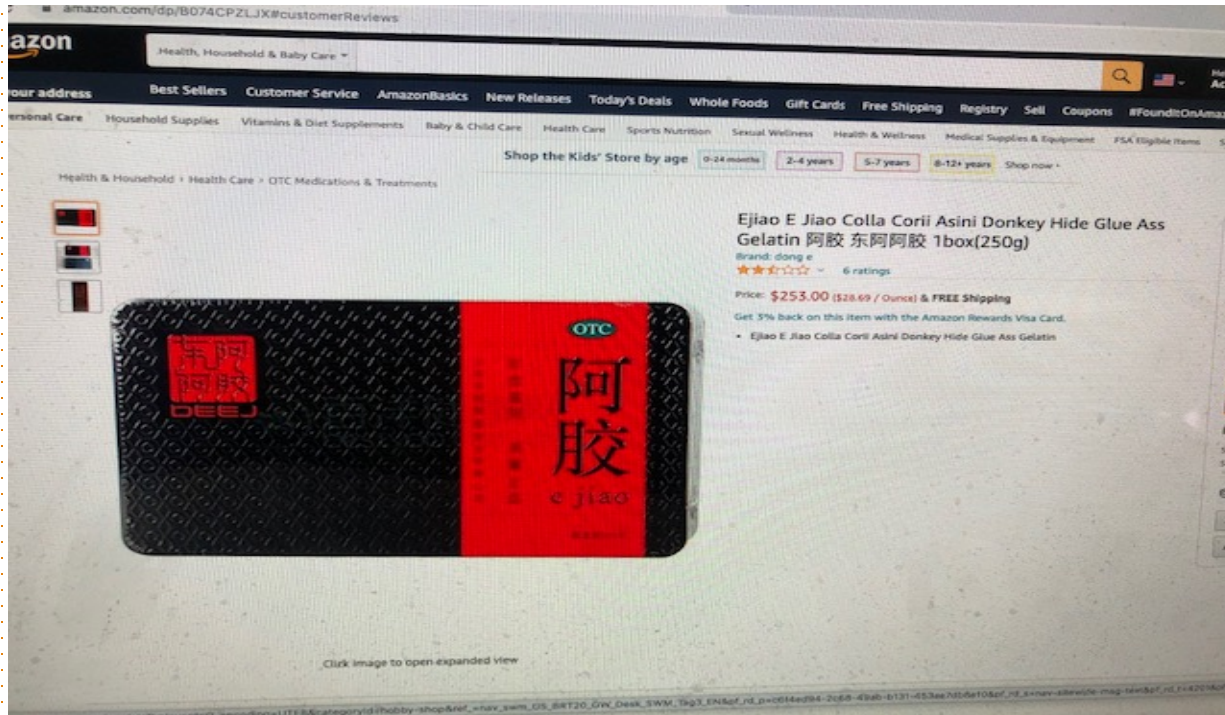 amazon.com/dp/B074CPZLJX#customerReviews
azon
Health, Household & Baby Care
our address
Best Sellers Customer Service AmazonBasics New Releases Today's Deals Whole Foods Gift Cards Free Shipping Registry Sell Coupons #FoundItOnAma
ersonal Care Household Supplies Vitamins & Diet Supplements Baby & Child Care Health Care Sports Nutrition Sexual Wellness Health & Wellness Medical Supplies & Equipment FSA Eligible Items
Shop the Kids' Store by age 0-24 months 2-4 years 5-7 years 8-12+ years Shop now
Health & Household › Health Care › OTC Medications & Treatments
Ejiao E Jiao Colla Corii Asini Donkey Hide Glue Ass
Gelatin 阿胶 东阿阿胶 1box(250g)
Brand: dong e
6 ratings
Price: $253.00 ($28.69 / Ounce) & FREE Shipping
Get 5% back on this item with the Amazon Rewards Visa Card.
• Ejiao E Jiao Colla Corii Asini Donkey Hide Glue Ass Gelatin
东阿
阿胶
DEEJ
OTC
阿胶
e jiao
Click image to open expanded view